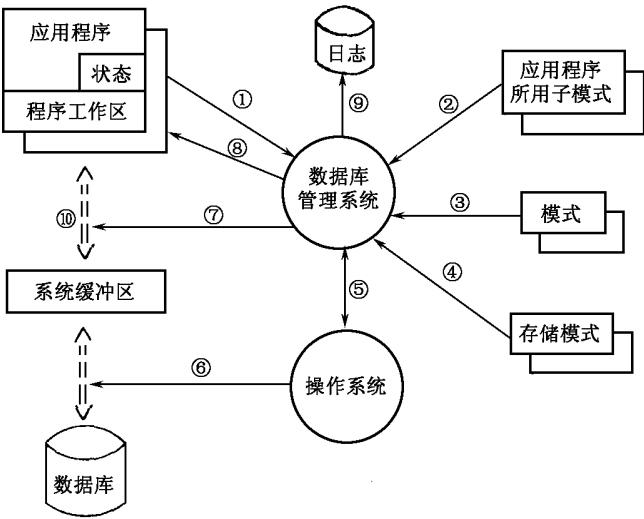 应用程序
状态
程序工作区
日志
应用程序
所用子模式
①
②
⑨
⑧
数据库
管理系统
③
模式
⑦
⑩
系统缓冲区
④
⑤
存储模式
⑥
操作系统
数据库